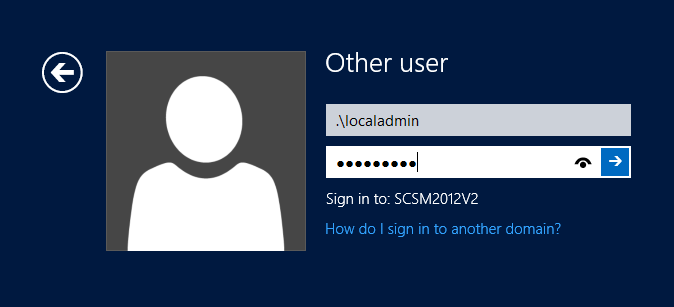 Other user
.\localadmin
●●●●●●●●●
Sign in to: SCSM2012V2
How do I sign in to another domain?